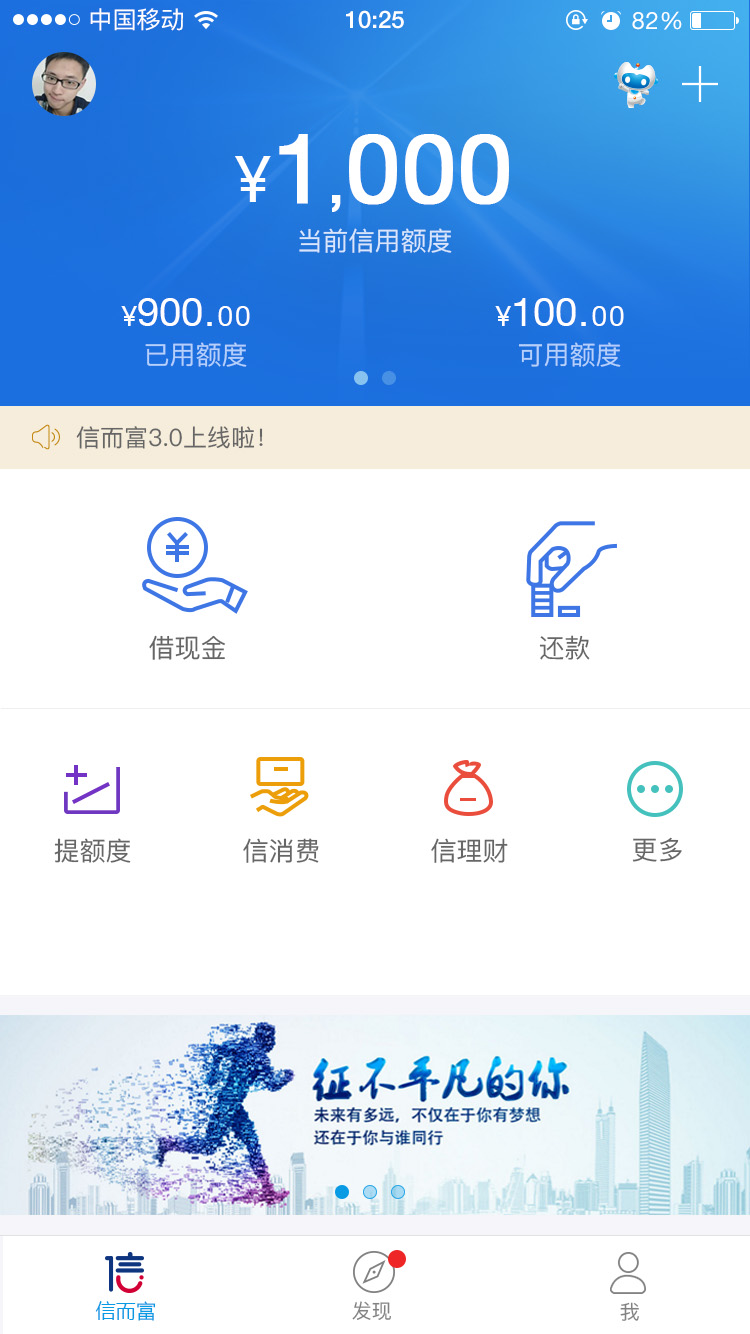 中国移动 10:25 82%
¥1,000
当前信用额度
¥900.00 ¥100.00
已用额度 可用额度
信而富3.0上线啦!
借现金 还款
提额度 信消费 信理财 更多
征不平凡的你
未来有多远，不仅在于你有梦想
还在于你与谁同行
信而富 发现 我